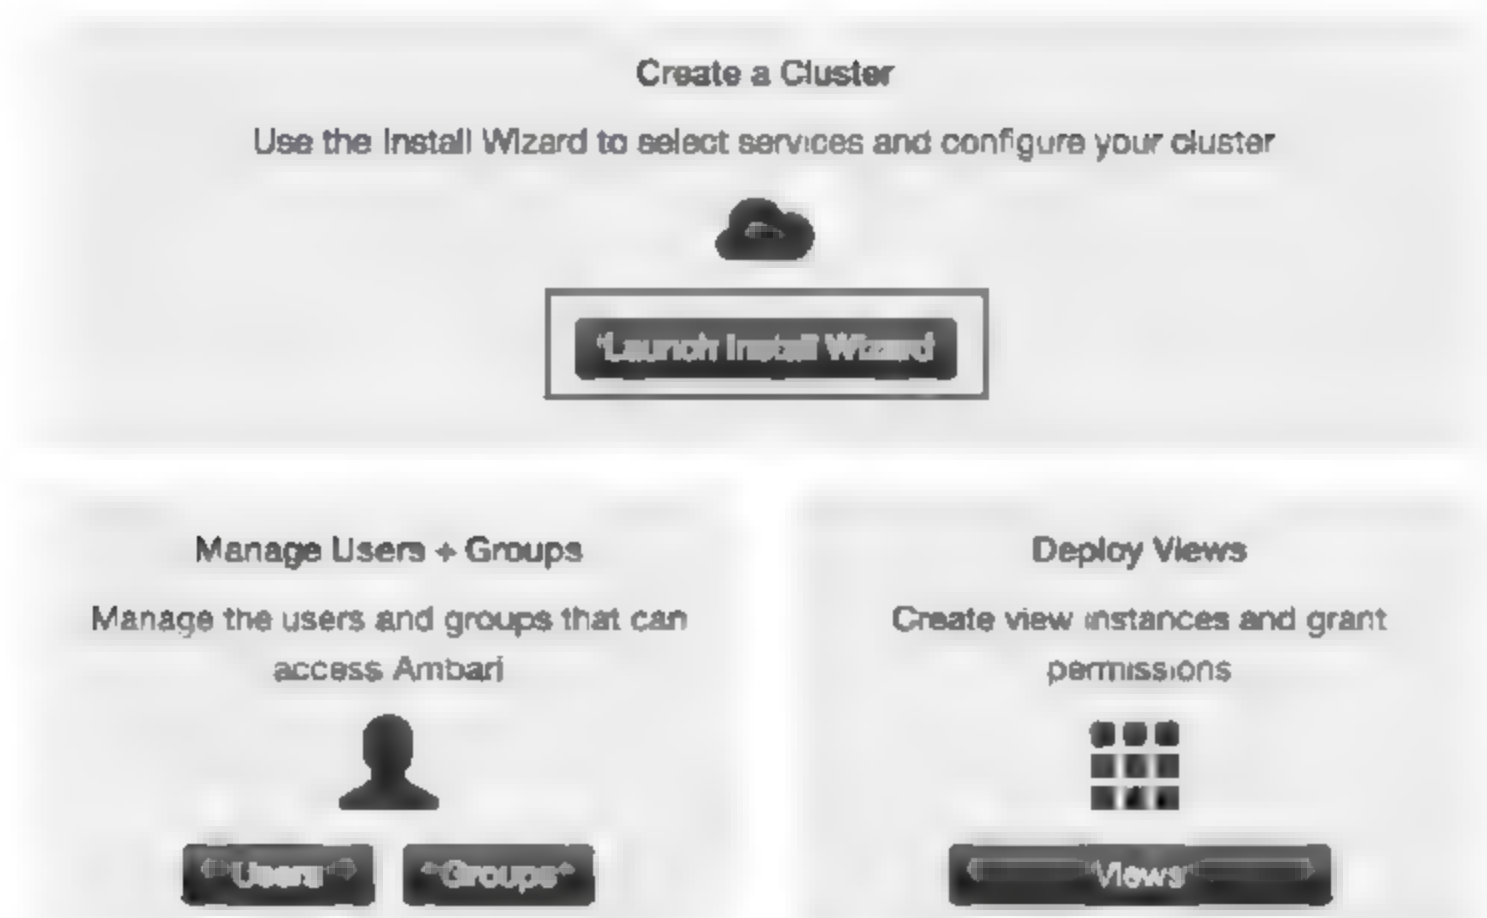 Create a Cluster
Use the Install Wizard to select services and configure your cluster
Launch Install Wizard
Manage Users + Groups
Manage the users and groups that can
access Ambari
Users
Groups
Deploy Views
Create view instances and grant
permissions
Views